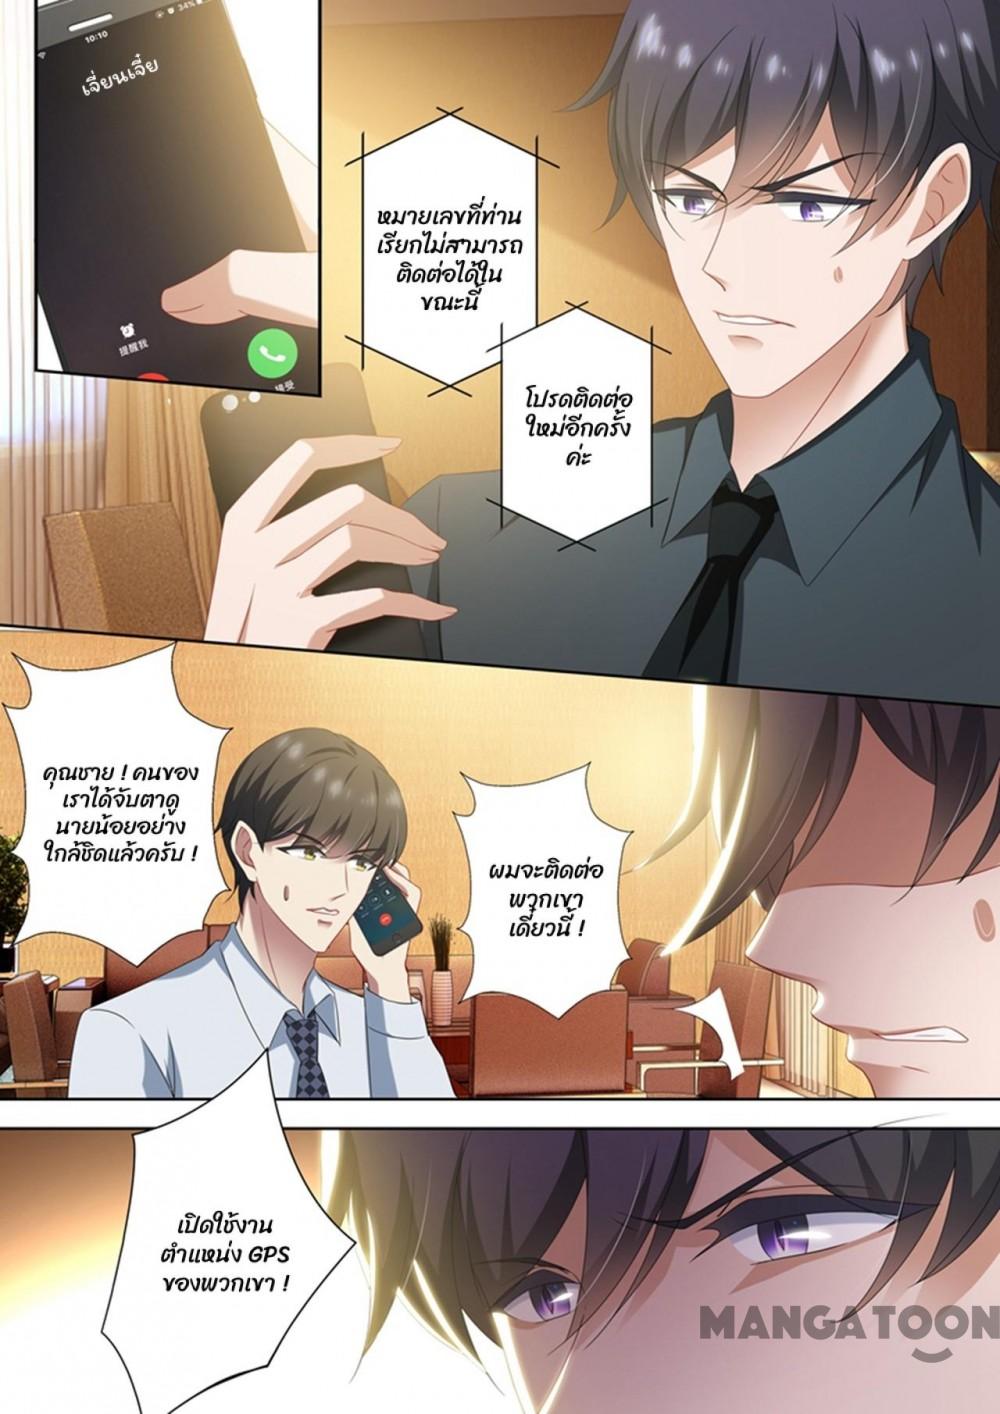 34%
10:10
เจี่ยนเจี๋ย
提醒我
接受
หมายเลขที่ท่าน
เรียกไม่สามารถ
ติดต่อได้ใน
ขณะนี้
โปรดติดต่อ
ใหม่อีกครั้ง
ค่ะ
คุณชาย ! คนของ
เราได้จับตาดู
นายน้อยอย่าง
ใกล้ชิดแล้วครับ !
ผมจะติดต่อ
พวกเขา
เดี๋ยวนี้ !
เปิดใช้งาน
ตำแหน่ง GPS
ของพวกเขา !
MANGATOON